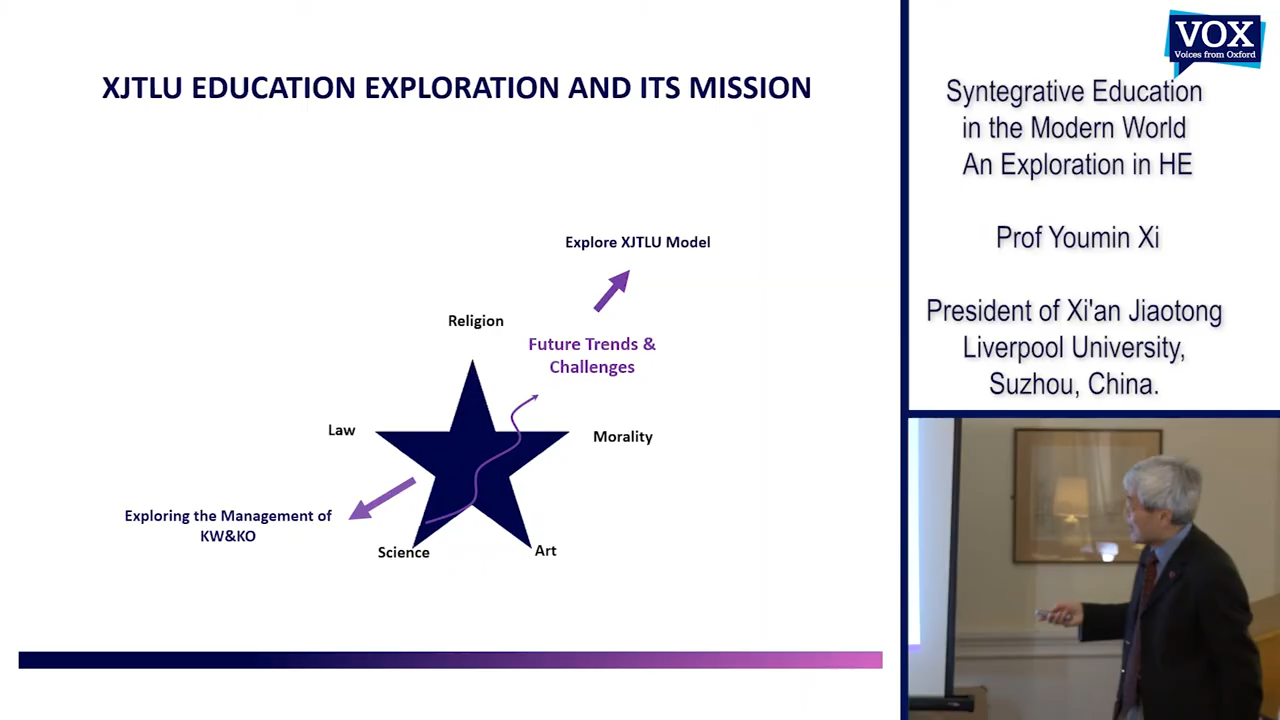 XJTLU EDUCATION EXPLORATION AND ITS MISSION
Explore XJTLU Model
Religion
Future Trends &
Challenges
Law
Morality
Exploring the Management of
KW&KO
Science
Art
VOX
Voices from Oxford
Syntegrative Education
in the Modern World
An Exploration in HE
Prof Youmin Xi
President of Xi'an Jiaotong
Liverpool University,
Suzhou, China.